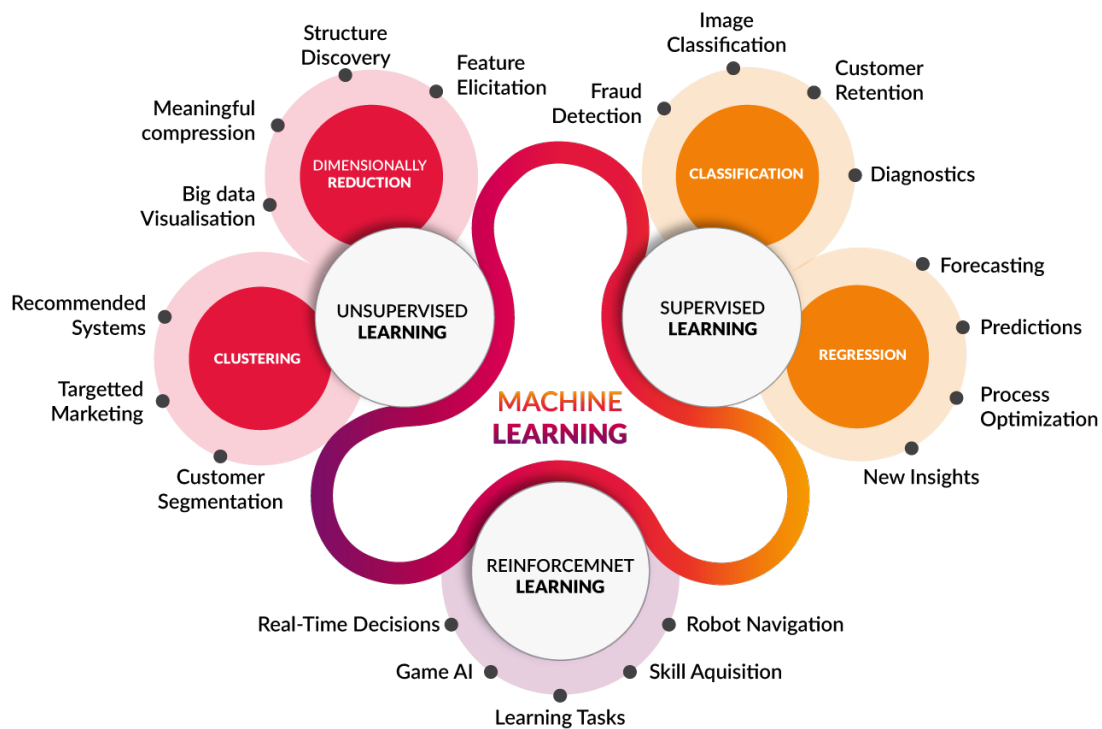 Structure
Discovery
Feature
Elicitation
Meaningful
compression
Big data
Visualisation
DIMENSIONALLY
REDUCTION
Recommended
Systems
Targetted
Marketing
Customer
Segmentation
CLUSTERING
UNSUPERVISED
LEARNING
Image
Classification
Customer
Retention
Fraud
Detection
Diagnostics
CLASSIFICATION
SUPERVISED
LEARNING
Forecasting
Predictions
Process
Optimization
New Insights
REGRESSION
MACHINE
LEARNING
REINFORCEMNET
LEARNING
Real-Time Decisions
Game AI
Learning Tasks
Skill Aquisition
Robot Navigation